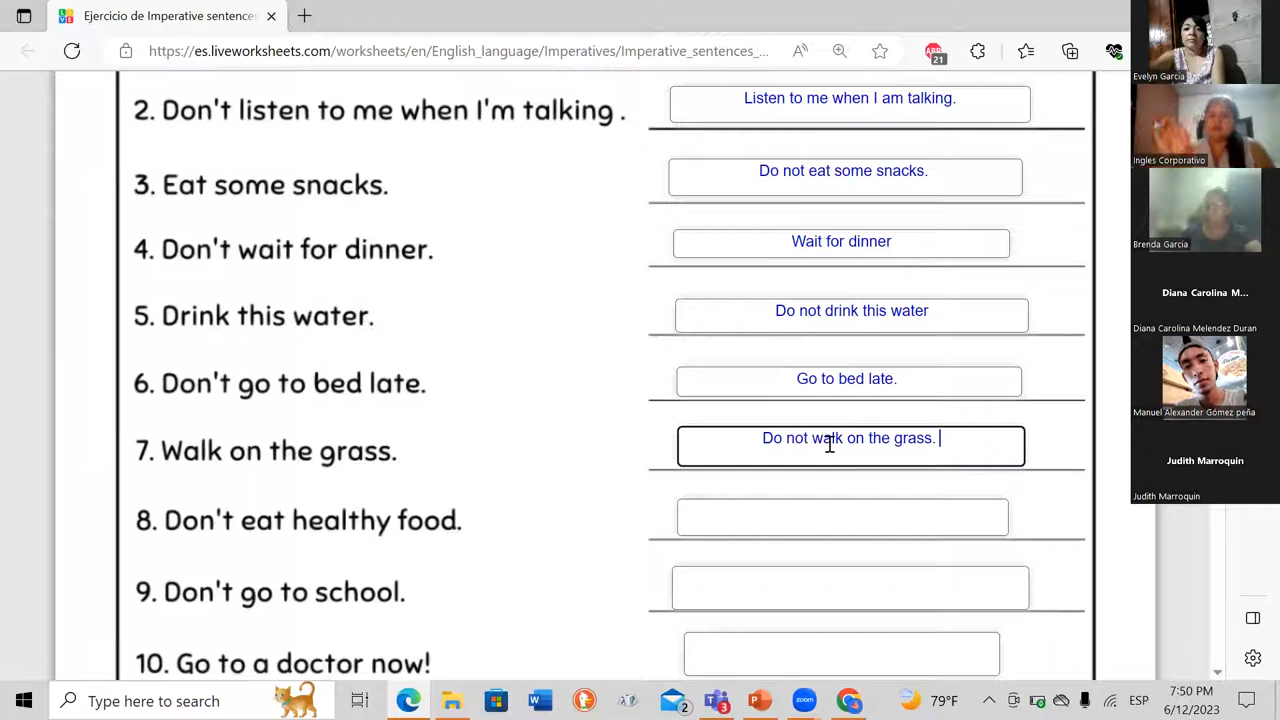 Ejercicio de Imperative sentences
https://es.liveworksheets.com/worksheets/en/English_language/Imperatives/Imperative_sentences_...
21
Evelyn García
Ingles Corporativo
Brenda Garcia
Diana Carolina M...
Diana Carolina Melendez Duran
Manuel Alexander Gómez peña
Judith Marroquin
Judith Marroquin
2. Don't listen to me when I'm talking . Listen to me when I am talking.
3. Eat some snacks. Do not eat some snacks.
4. Don't wait for dinner. Wait for dinner
5. Drink this water. Do not drink this water
6. Don't go to bed late. Go to bed late.
7. Walk on the grass. Do not walk on the grass.
8. Don't eat healthy food.
9. Don't go to school.
10. Go to a doctor now!
Type here to search
2
3
zoom
79°F
ESP
7:50 PM
6/12/2023